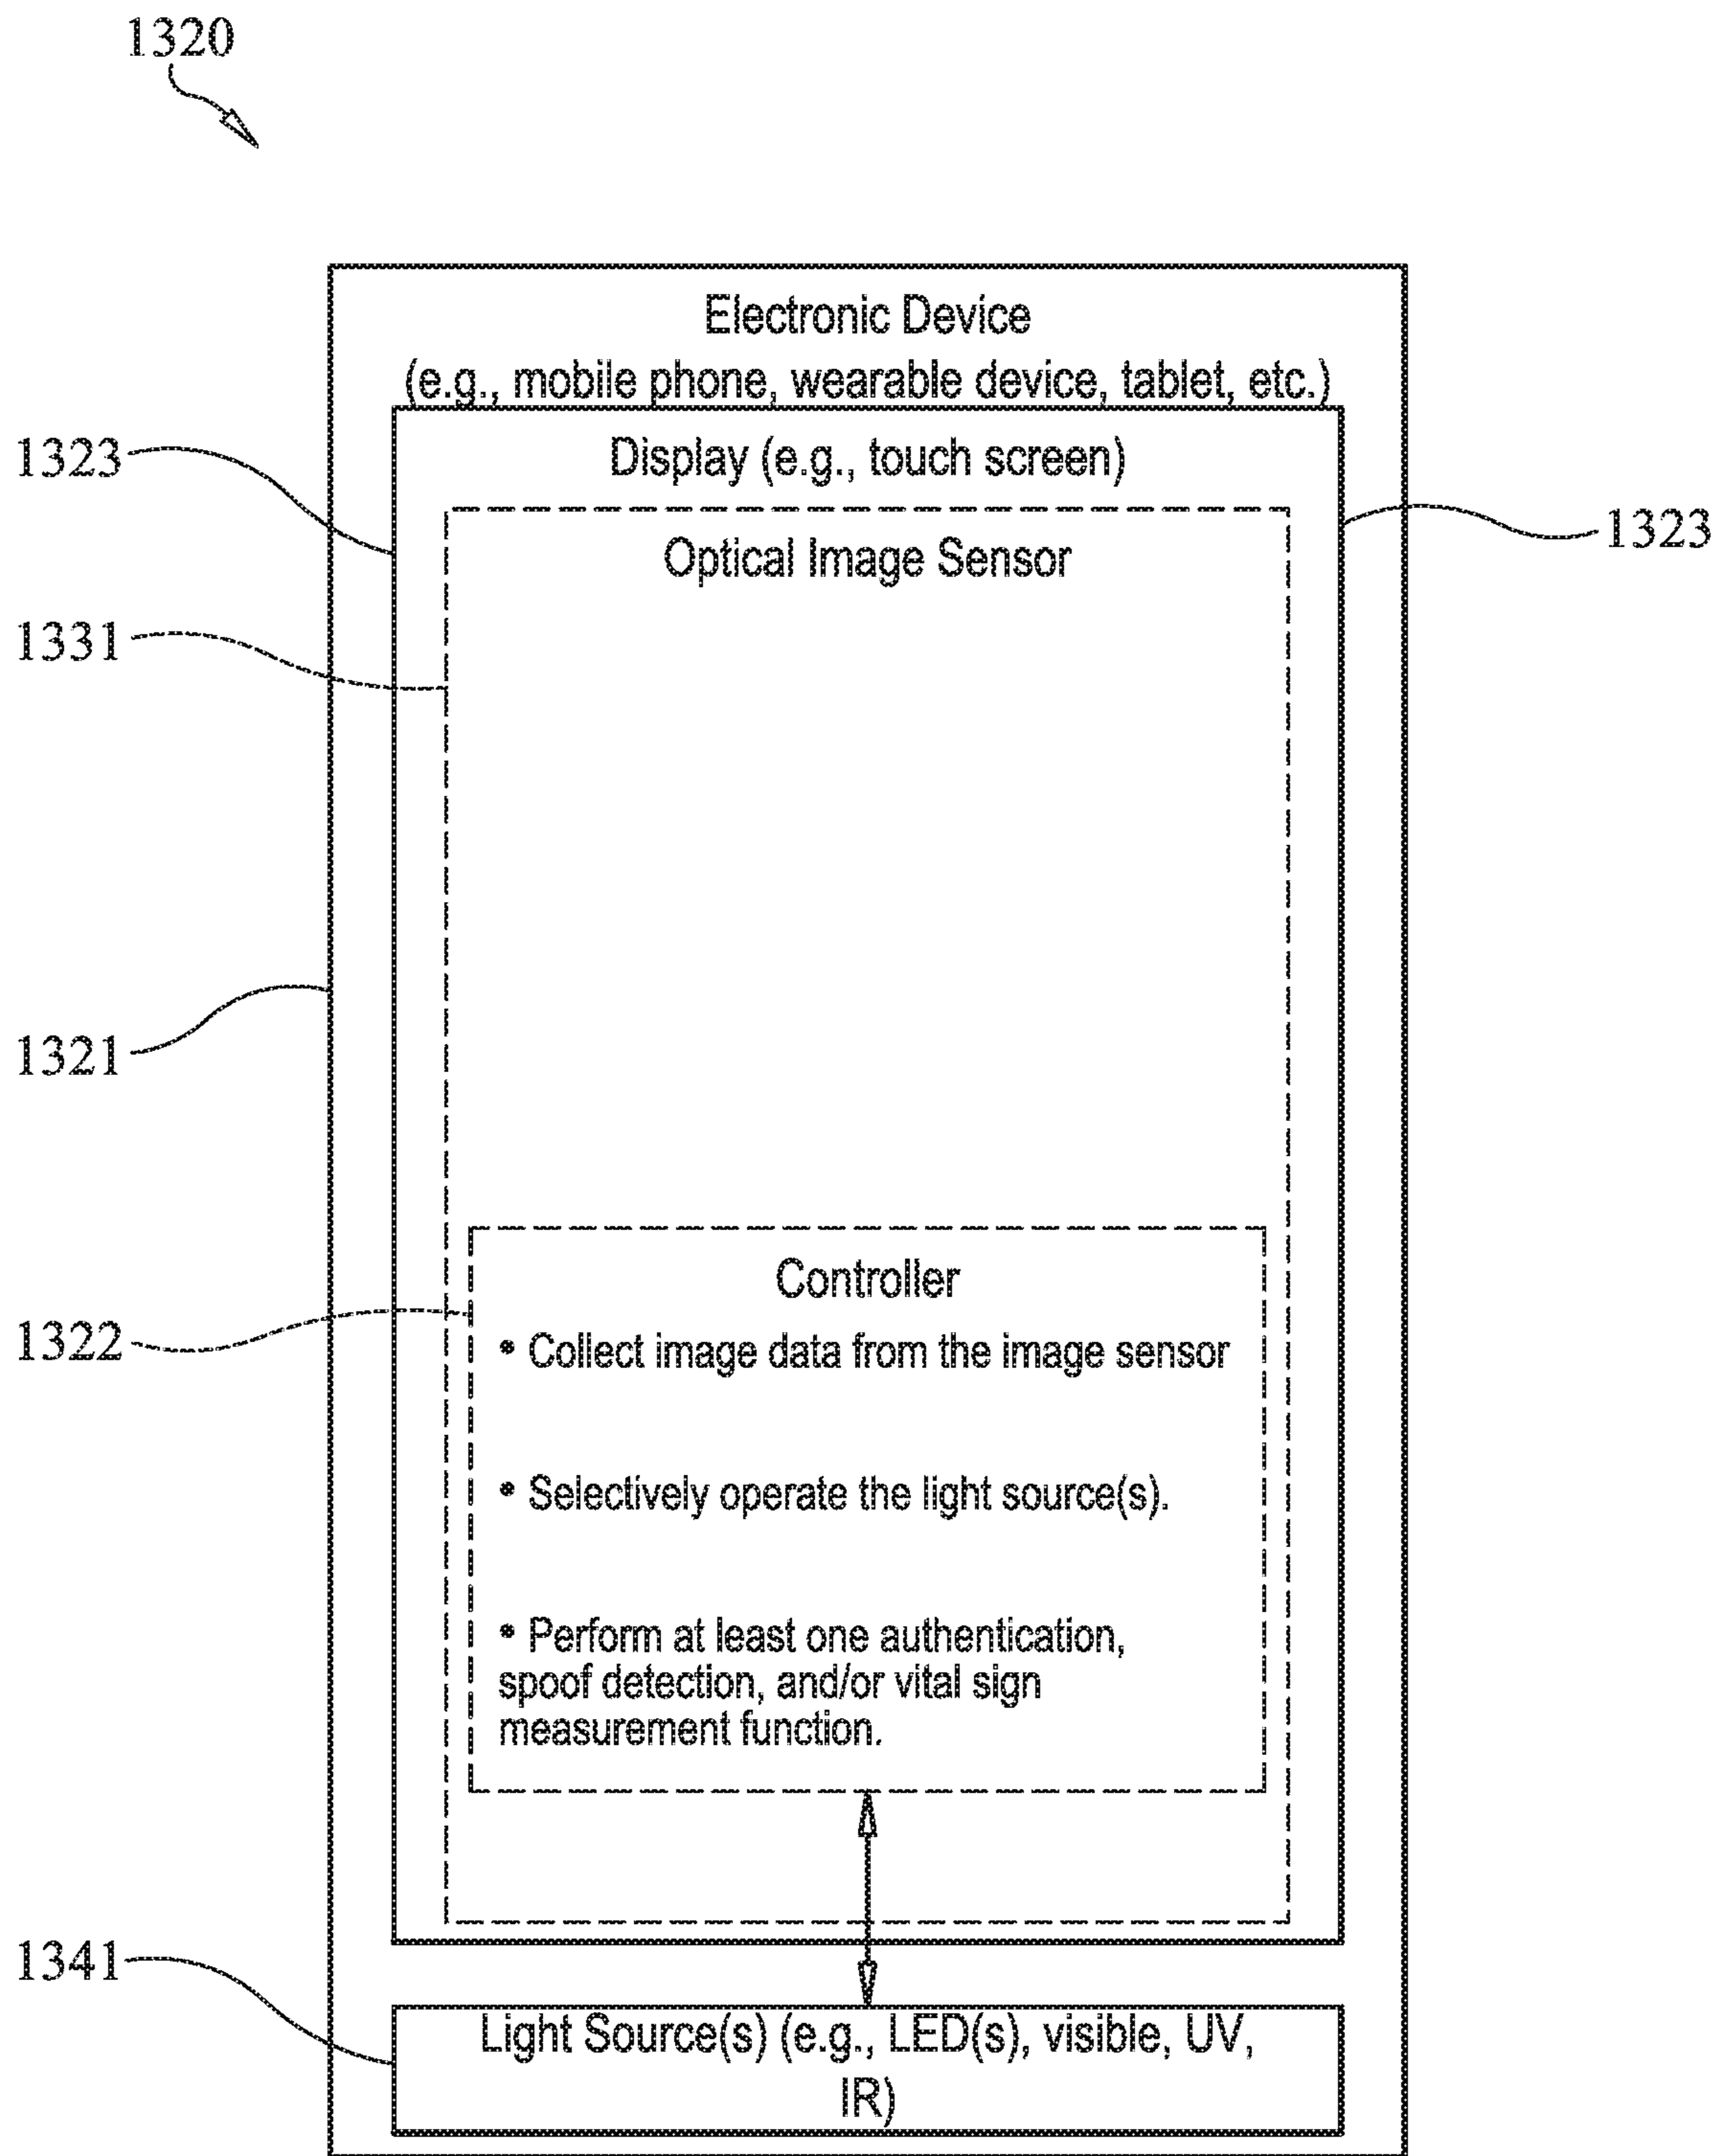 1320
Electronic Device
(e.g., mobile phone, wearable device, tablet, etc.)
1323
Display (e.g., touch screen)
1323
Optical Image Sensor
1331
1321
Controller
1322
• Collect image data from the image sensor
• Selectively operate the light source(s).
• Perform at least one authentication,
spoof detection, and/or vital sign
measurement function.
1341
Light Source(s) (e.g., LED(s), visible, UV,
IR)